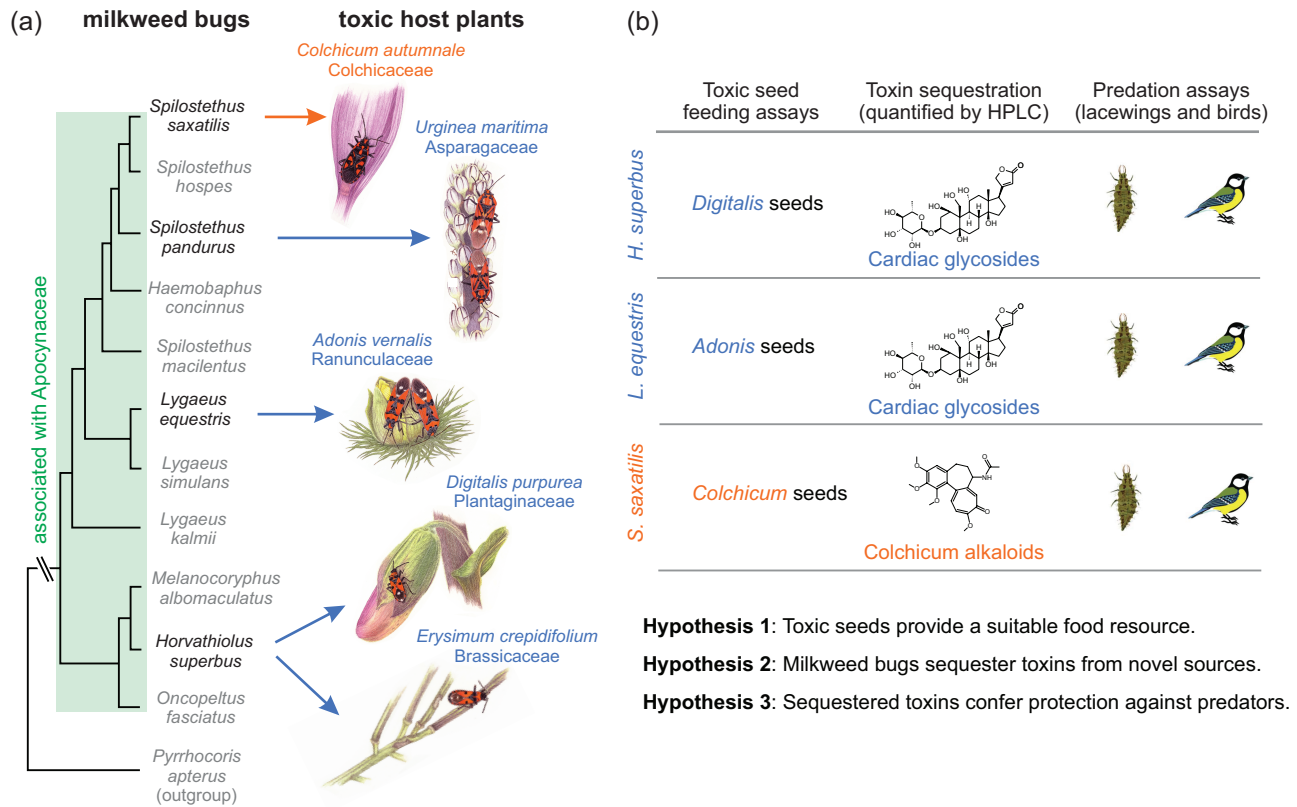 (a)
milkweed bugs
toxic host plants
Colchicum autumnale
Colchicaceae
Urginea maritima
Asparagaceae
Adonis vernalis
Ranunculaceae
Digitalis purpurea
Plantaginaceae
Erysimum crepidifolium
Brassicaceae
associated with Apocynaceae
Spilostethus
saxatilis
Spilostethus
hospes
Spilostethus
pandurus
Haemobaphus
concinnus
Spilostethus
macilentus
Lygaeus
equestris
Lygaeus
simulans
Lygaeus
kalmii
Melanocoryphus
albomaculatus
Horvathiolus
superbus
Oncopeltus
fasciatus
Pyrrhocoris
apterus
(outgroup)
(b)
Toxic seed
feeding assays
Toxin sequestration
(quantified by HPLC)
Predation assays
(lacewings and birds)
H. superbus
Digitalis seeds
Cardiac glycosides
L. equestris
Adonis seeds
Cardiac glycosides
S. saxatilis
Colchicum seeds
Colchicum alkaloids
Hypothesis 1: Toxic seeds provide a suitable food resource.
Hypothesis 2: Milkweed bugs sequester toxins from novel sources.
Hypothesis 3: Sequestered toxins confer protection against predators.